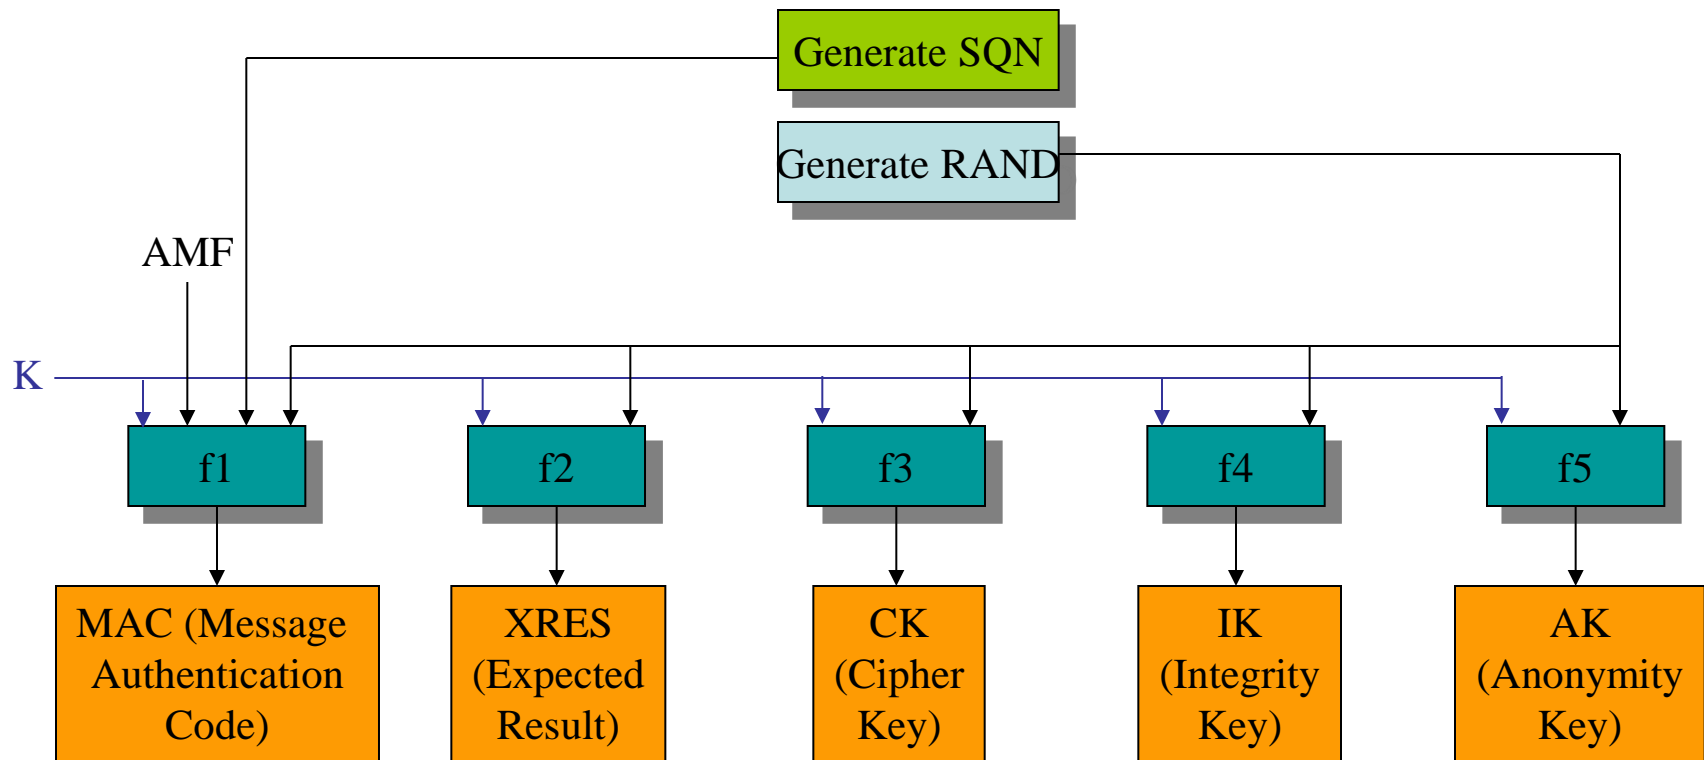 Generate SQN
Generate RAND
AMF
K
f1
f2
f3
f4
f5
MAC (Message
Authentication
Code)
XRES
(Expected
Result)
CK
(Cipher
Key)
IK
(Integrity
Key)
AK
(Anonymity
Key)